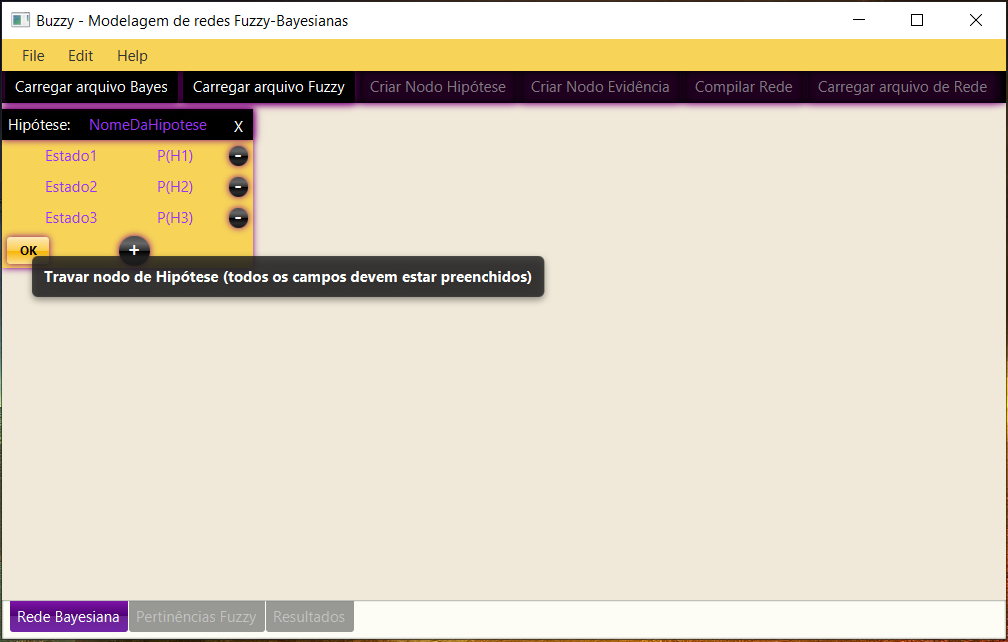 Buzzy - Modelagem de redes Fuzzy-Bayesianas
File Edit Help
Carregar arquivo Bayes Carregar arquivo Fuzzy Criar Nodo Hipótese Criar Nodo Evidência Compilar Rede Carregar arquivo de Rede
Hipótese: NomeDaHipotese X
Estado1 P(H1) -
Estado2 P(H2) -
Estado3 P(H3) -
OK +
Travar nodo de Hipótese (todos os campos devem estar preenchidos)
Rede Bayesiana Pertinências Fuzzy Resultados